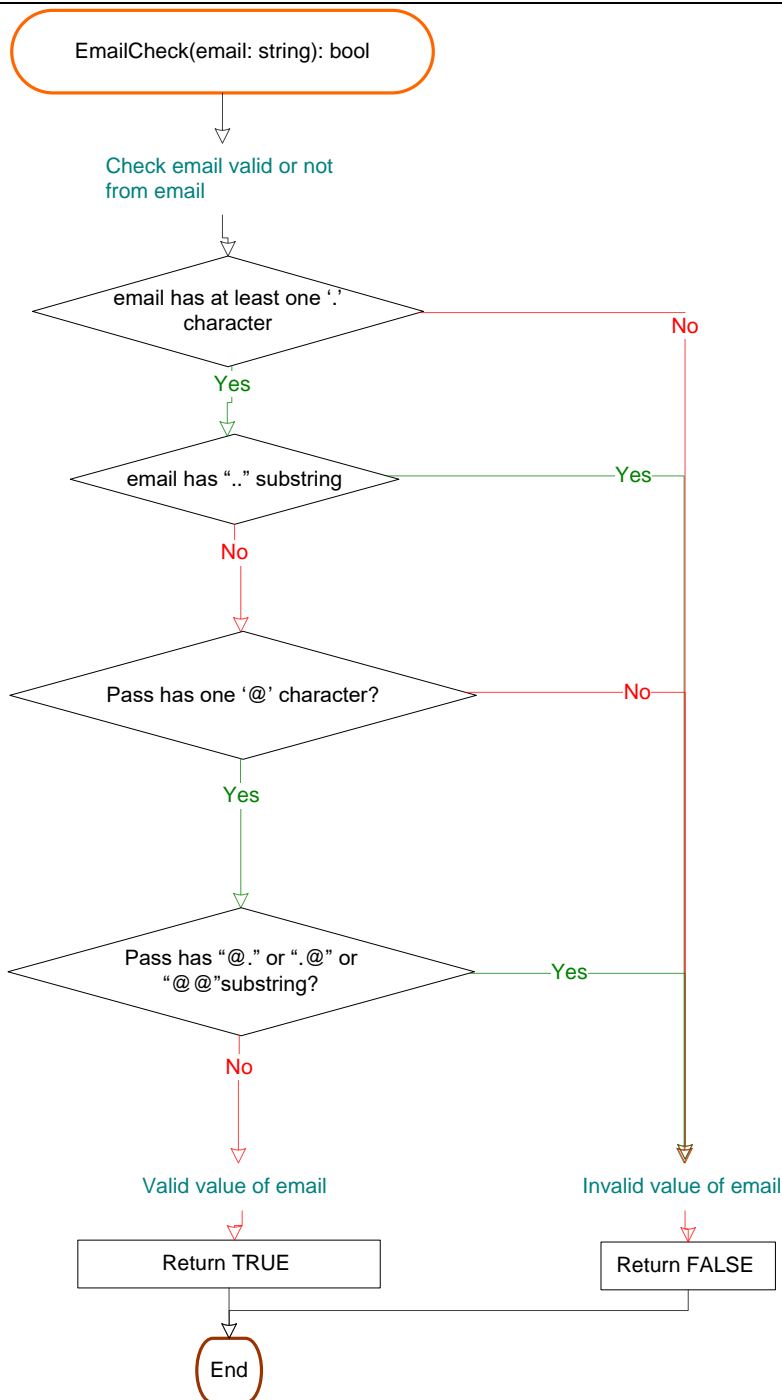 EmailCheck(email: string): bool
Check email valid or not
from email
email has at least one ‘.’
character
No
Yes
email has “..” substring
Yes
No
Pass has one ‘@’ character?
No
Yes
Pass has “@.” or “.@” or
“@@”substring?
Yes
No
Valid value of email
Invalid value of email
Return TRUE
Return FALSE
End